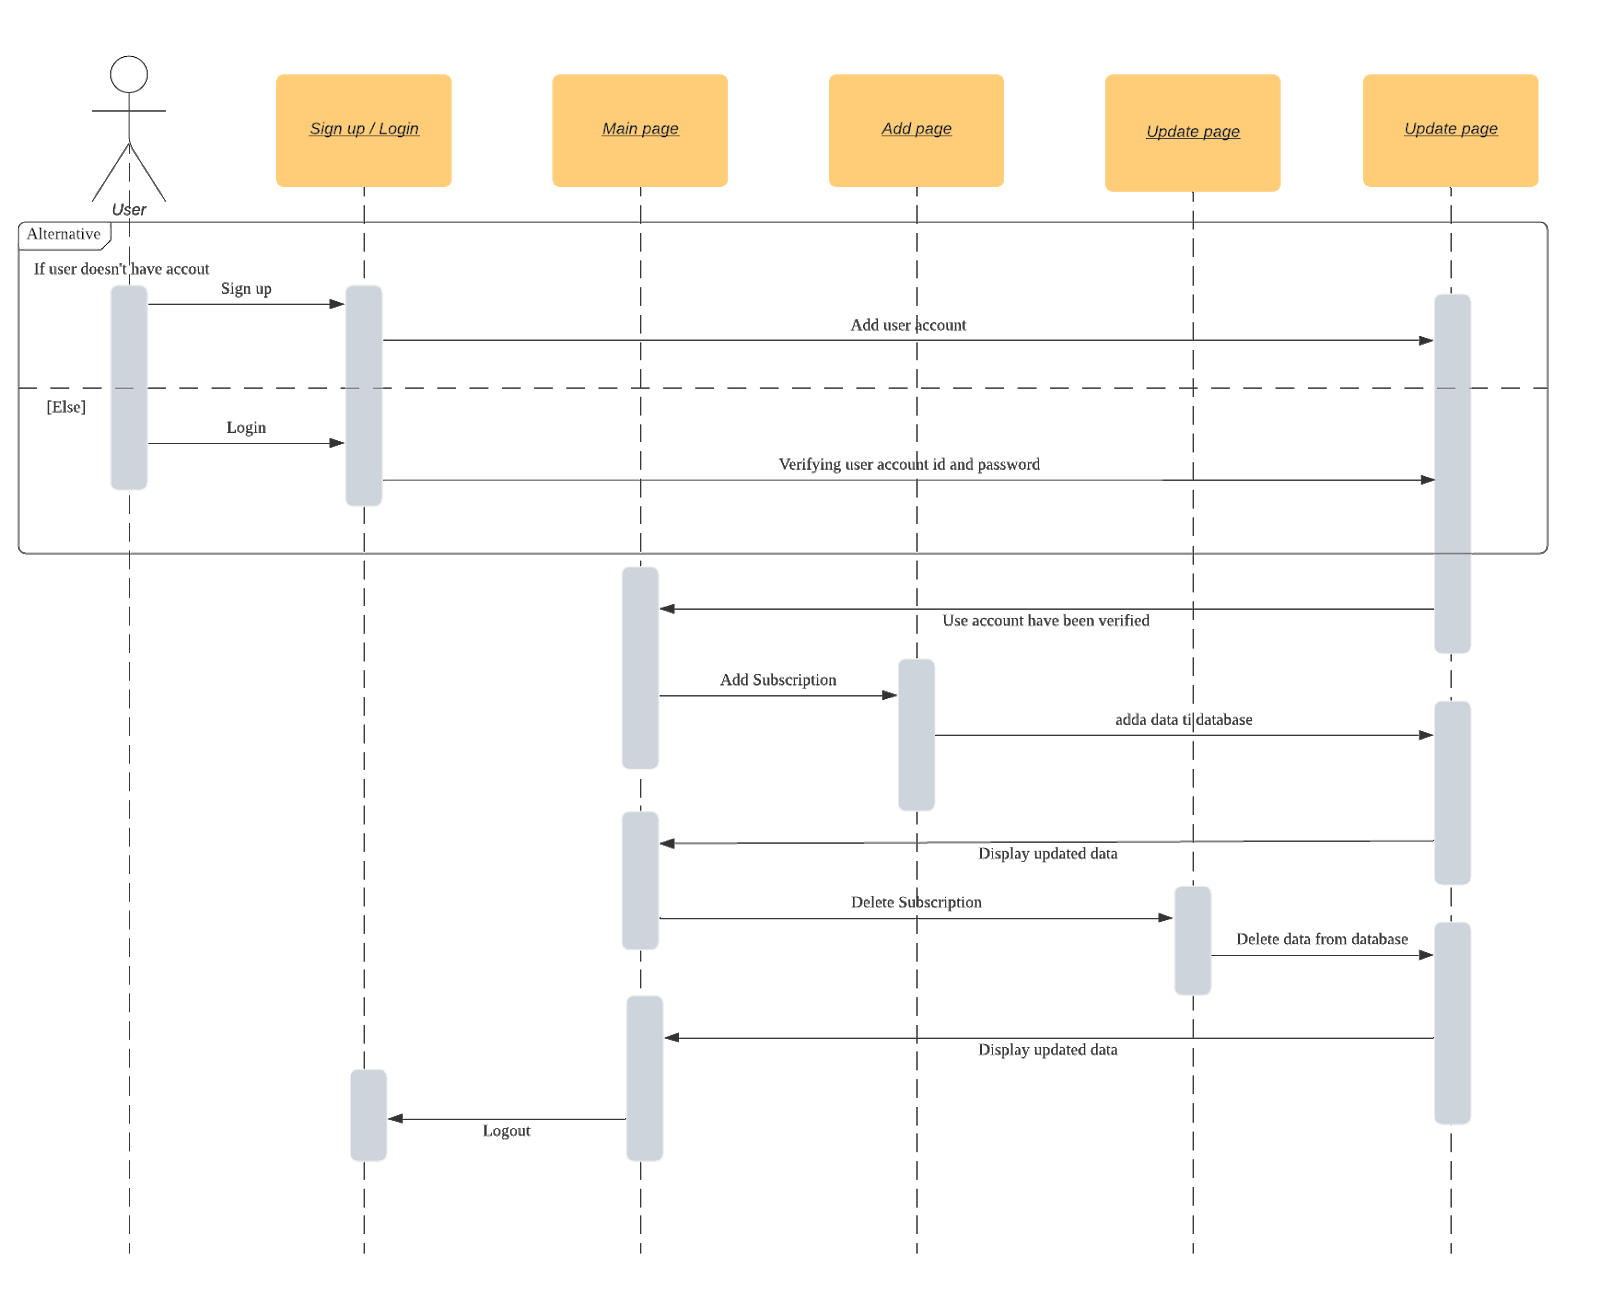 Sign up / Login
Main page
Add page
Update page
Update page
User
Alternative
If user doesn't have accout
Sign up
Add user account
[Else]
Login
Verifying user account id and password
Use account have been verified
Add Subscription
adda data ti database
Display updated data
Delete Subscription
Delete data from database
Display updated data
Logout